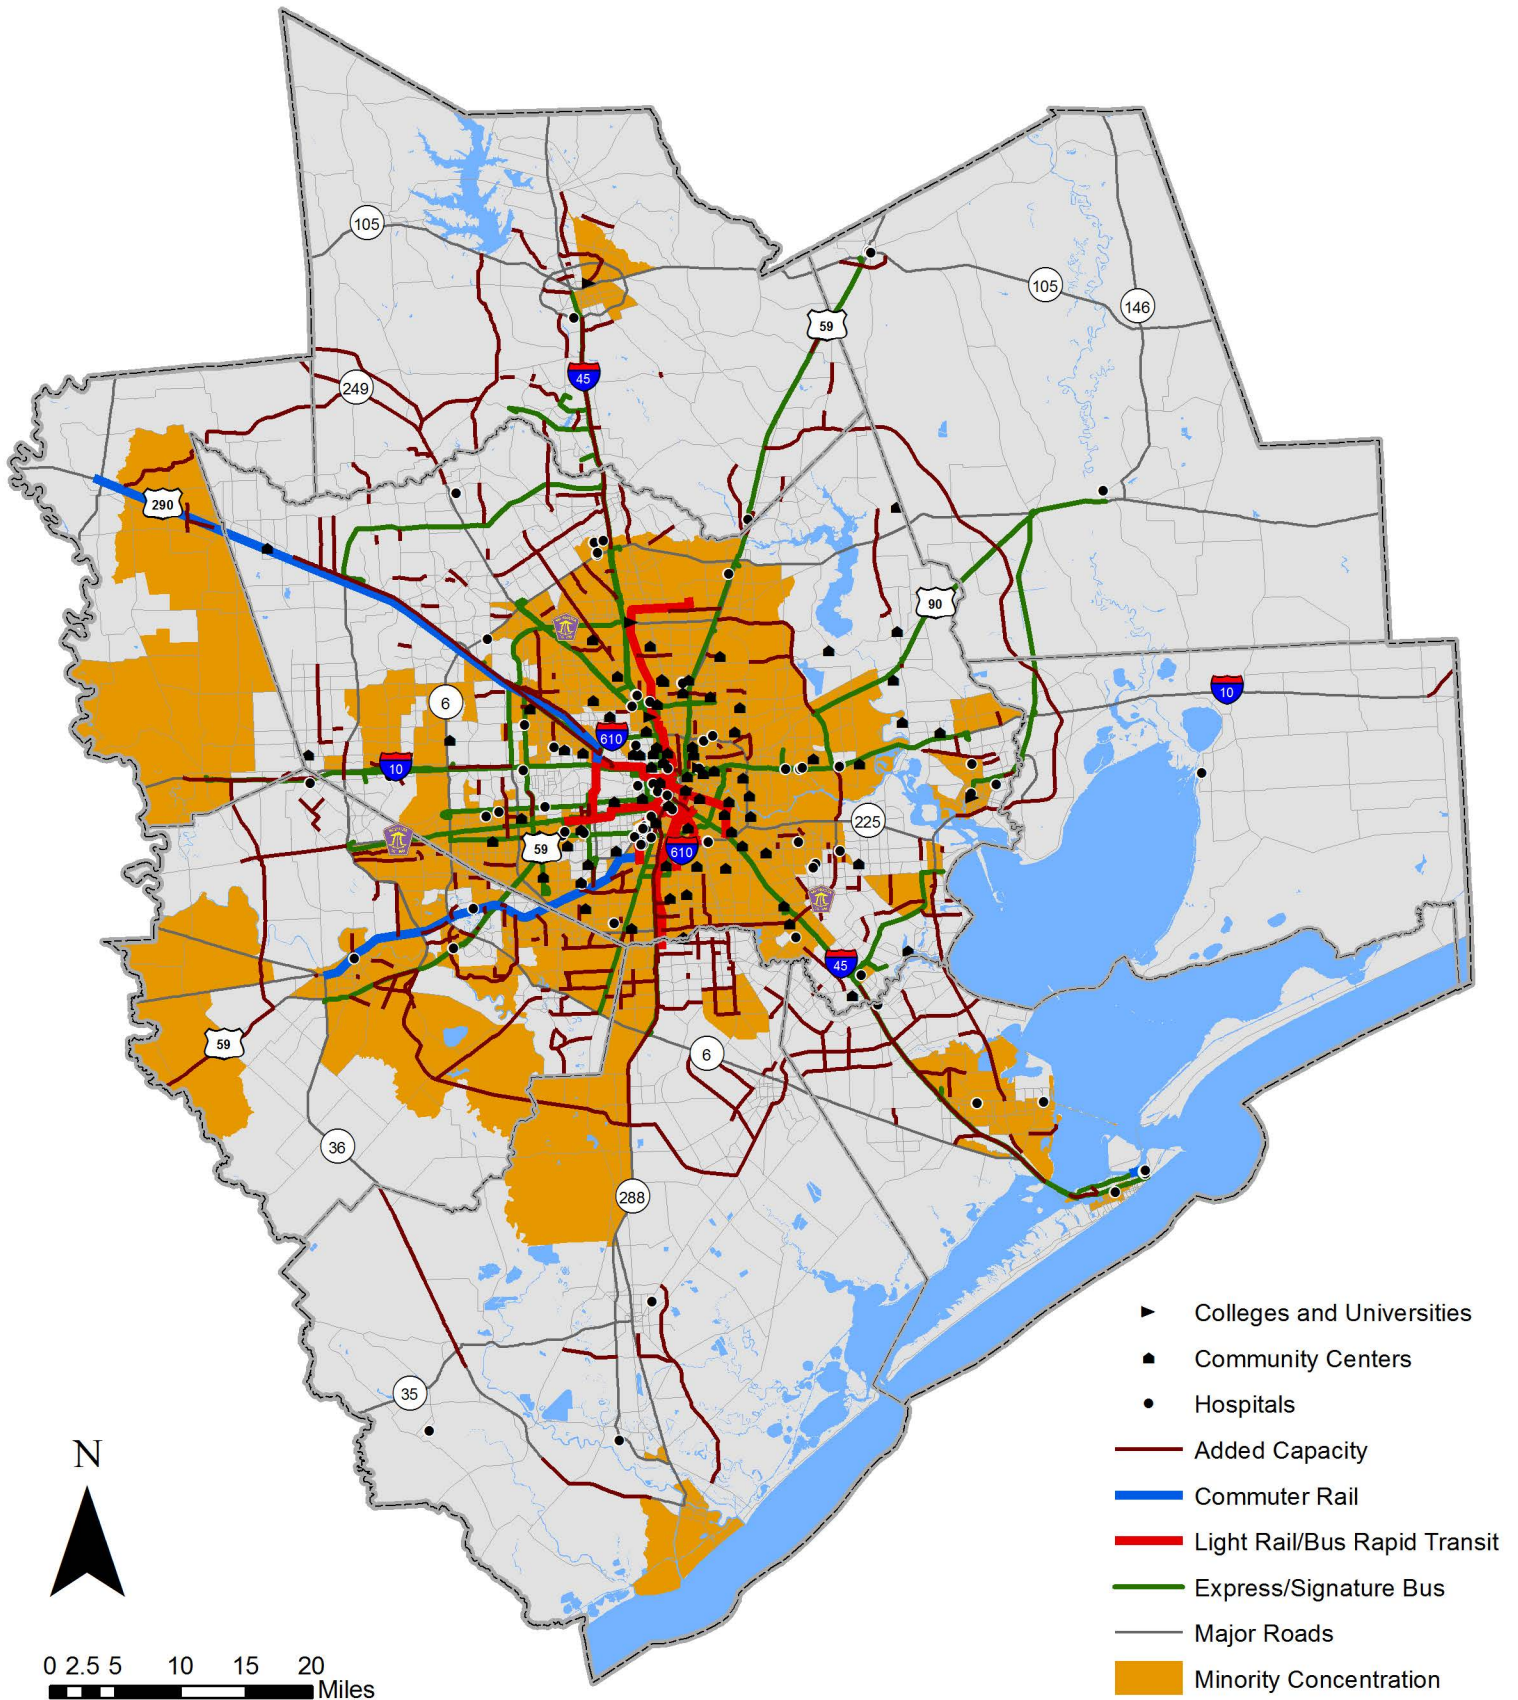 105
59
105
146
45
249
290
90
6
10
610
10
225
59
610
45
59
6
36
288
35
Colleges and Universities
Community Centers
Hospitals
Added Capacity
Commuter Rail
Light Rail/Bus Rapid Transit
Express/Signature Bus
Major Roads
Minority Concentration
N
0 2.5 5 10 15 20
Miles